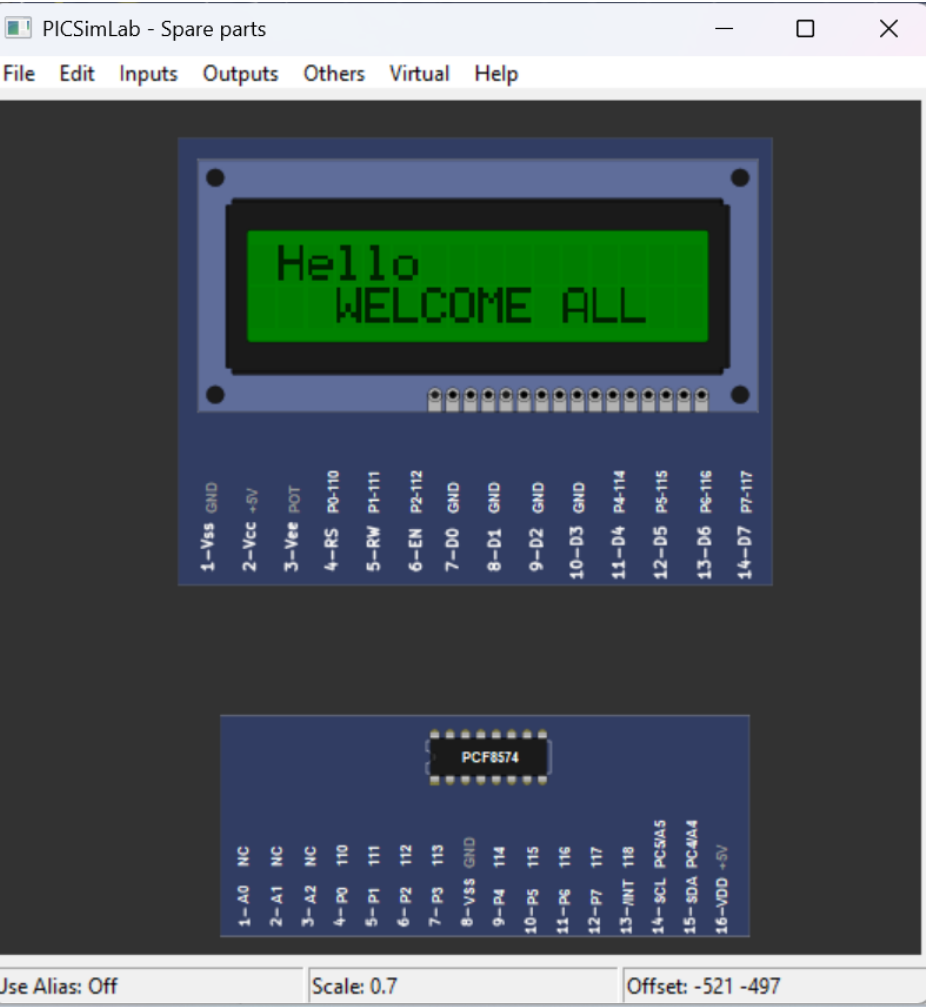 PICSimLab - Spare parts
File Edit Inputs Outputs Others Virtual Help
Hello
WELCOME ALL
1-Vss GND
2-Vcc +5V
3-Vee POT
4-RS P0-110
5-RW P1-111
6-EN P2-112
7-D0 GND
8-D1 GND
9-D2 GND
10-D3 GND
11-D4 P4-114
12-D5 P5-115
13-D6 P6-116
14-D7 P7-117
PCF8574
1-A0 NC
2-A1 NC
3-A2 NC
4-P0 110
5-P1 111
6-P2 112
7-P3 113
8-VSS GND
9-P4 114
10-P5 115
11-P6 116
12-P7 117
13-/INT 118
14-SCL PC5/A5
15-SDA PC4/A4
16-VDD +5V
Use Alias: Off Scale: 0.7 Offset: -521 -497